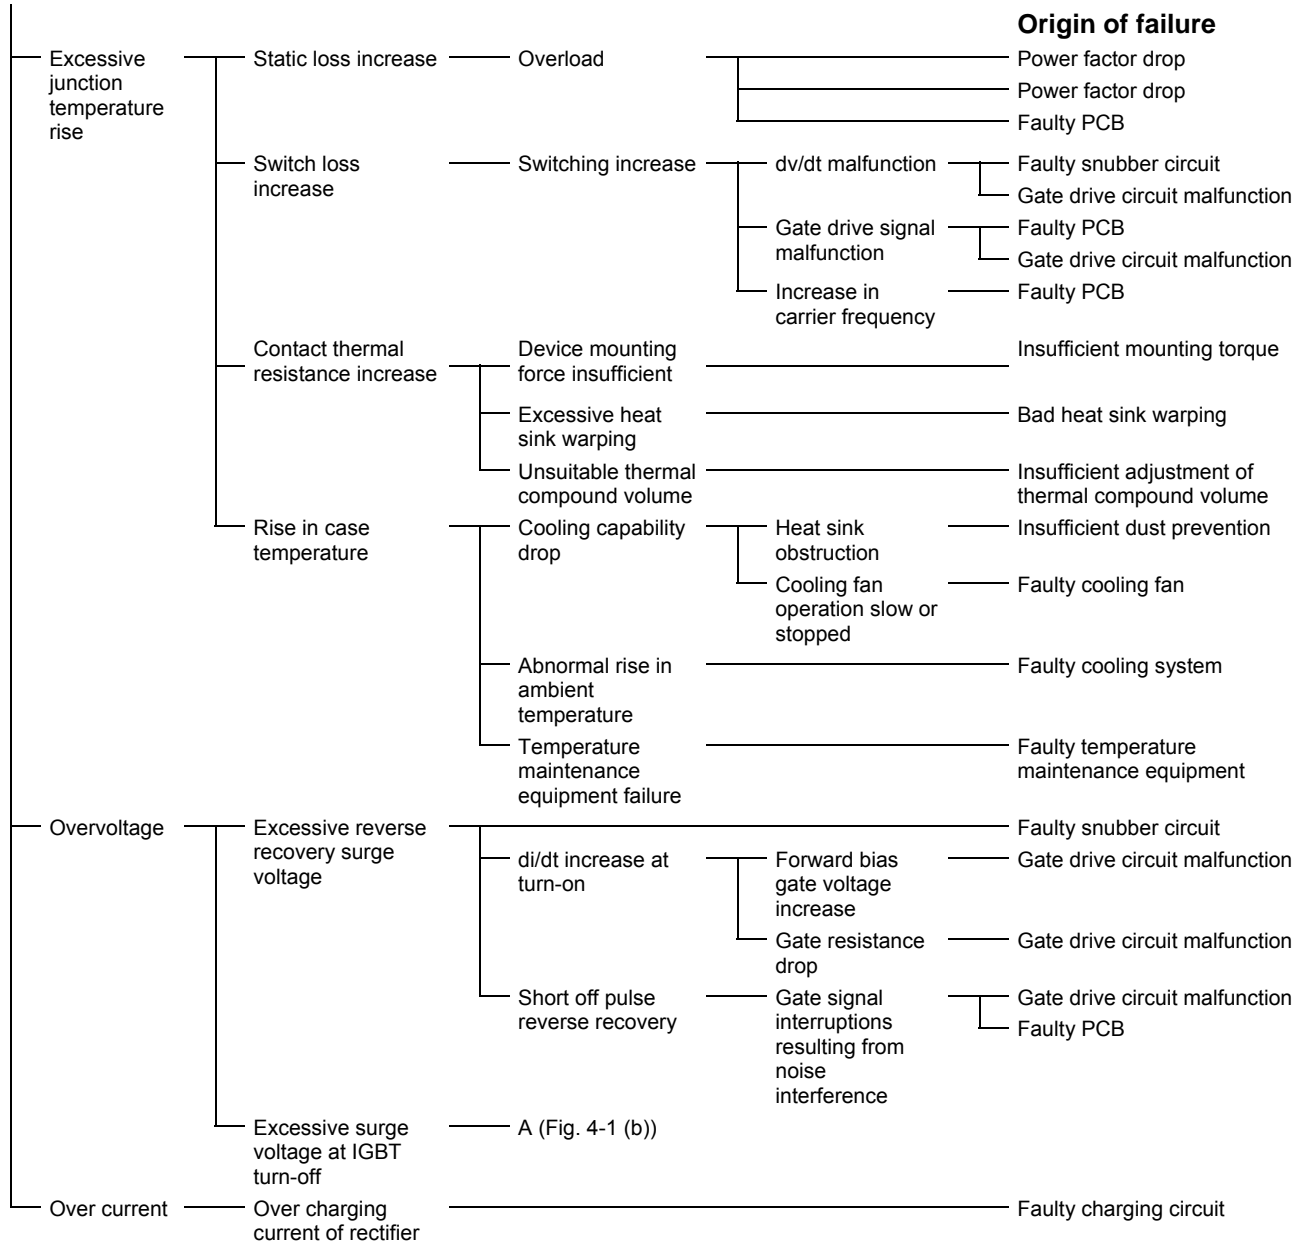 Origin of failure
Excessive
junction
temperature
rise
Static loss increase
Overload
Power factor drop
Power factor drop
Faulty PCB
Switch loss
increase
Switching increase
dv/dt malfunction
Faulty snubber circuit
Gate drive circuit malfunction
Gate drive signal
malfunction
Faulty PCB
Gate drive circuit malfunction
Increase in
carrier frequency
Faulty PCB
Contact thermal
resistance increase
Device mounting
force insufficient
Insufficient mounting torque
Excessive heat
sink warping
Bad heat sink warping
Unsuitable thermal
compound volume
Insufficient adjustment of
thermal compound volume
Rise in case
temperature
Cooling capability
drop
Heat sink
obstruction
Insufficient dust prevention
Cooling fan
operation slow or
stopped
Faulty cooling fan
Abnormal rise in
ambient
temperature
Faulty cooling system
Temperature
maintenance
equipment failure
Faulty temperature
maintenance equipment
Overvoltage
Excessive reverse
recovery surge
voltage
Faulty snubber circuit
di/dt increase at
turn-on
Forward bias
gate voltage
increase
Gate drive circuit malfunction
Gate resistance
drop
Gate drive circuit malfunction
Short off pulse
reverse recovery
Gate signal
interruptions
resulting from
noise
interference
Gate drive circuit malfunction
Faulty PCB
Excessive surge
voltage at IGBT
turn-off
A (Fig. 4-1 (b))
Over current
Over charging
current of rectifier
Faulty charging circuit